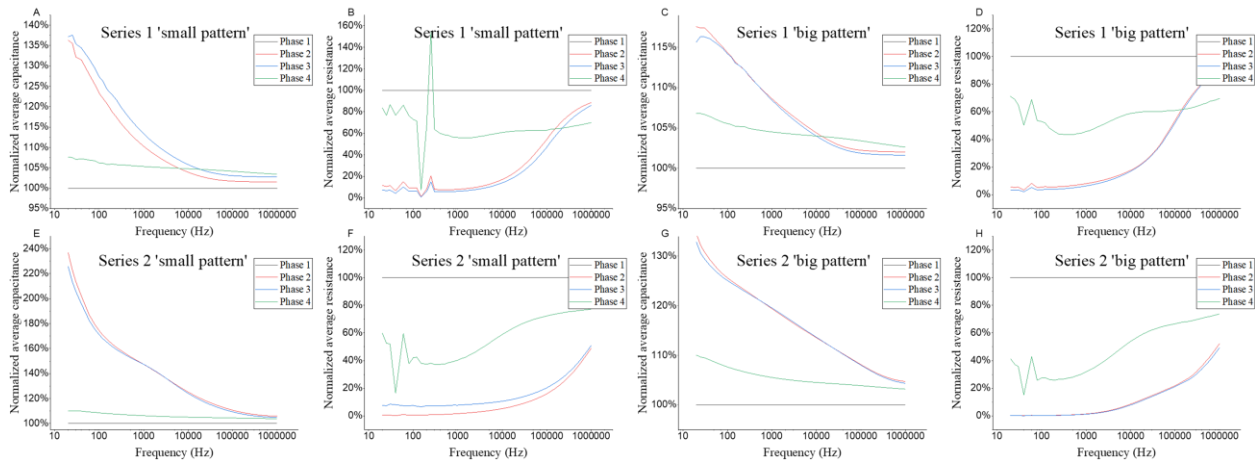 A
Series 1 'small pattern'
Phase 1
Phase 2
Phase 3
Phase 4
Normalized average capacitance
140%
135%
130%
125%
120%
115%
110%
105%
100%
95%
10 100 1000 10000 100000 1000000
Frequency (Hz)
B
Series 1 'small pattern'
Phase 1
Phase 2
Phase 3
Phase 4
Normalized average resistance
160%
140%
120%
100%
80%
60%
40%
20%
0%
10 100 1000 10000 100000 1000000
Frequency (Hz)
C
Series 1 'big pattern'
Phase 1
Phase 2
Phase 3
Phase 4
Normalized average capacitance
115%
110%
105%
100%
95%
10 100 1000 10000 100000 1000000
Frequency (Hz)
D
Series 1 'big pattern'
Phase 1
Phase 2
Phase 3
Phase 4
Normalized average resistance
120%
100%
80%
60%
40%
20%
0%
10 100 1000 10000 100000 1000000
Frequency (Hz)
E
Series 2 'small pattern'
Phase 1
Phase 2
Phase 3
Phase 4
Normalized average capacitance
240%
220%
200%
180%
160%
140%
120%
100%
10 100 1000 10000 100000 1000000
Frequency (Hz)
F
Series 2 'small pattern'
Phase 1
Phase 2
Phase 3
Phase 4
Normalized average resistance
120%
100%
80%
60%
40%
20%
0%
10 100 1000 10000 100000 1000000
Frequency (Hz)
G
Series 2 'big pattern'
Phase 1
Phase 2
Phase 3
Phase 4
Normalized average capacitance
130%
120%
110%
100%
10 100 1000 10000 100000 1000000
Frequency (Hz)
H
Series 2 'big pattern'
Phase 1
Phase 2
Phase 3
Phase 4
Normalized average resistance
120%
100%
80%
60%
40%
20%
0%
10 100 1000 10000 100000 1000000
Frequency (Hz)